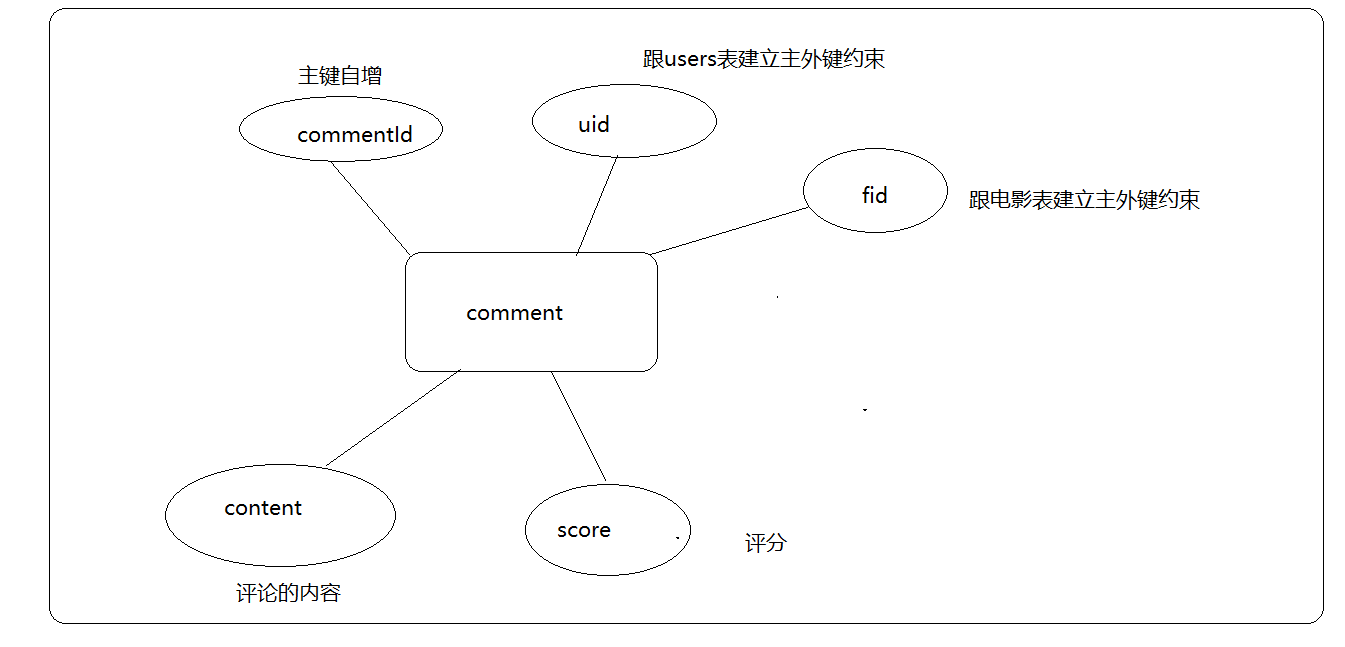 跟users表建立主外键约束
主键自增
commentId
uid
fid
跟电影表建立主外键约束
comment
content
score
评分
评论的内容